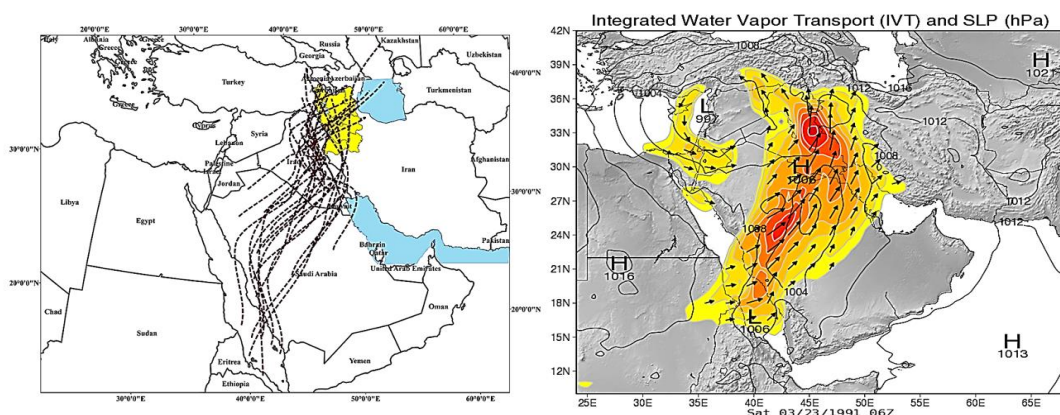 20°0'0"E 30°0'0"E 40°0'0"E 50°0'0"E 60°0'0"E
Greece
Russia
Kazakhstan
Georgia
Uzbekistan
Turkey
Turkmenistan
Greece
Cyprus
Syria
Lebanon
Palestine
Afghanistan
Jordan
Iran
Libya
Egypt
Pakistan
Bahrain
Qatar
Saudi Arabia
United Arab Emirates
Oman
Chad
Sudan
Yemen
Eritrea
Ethiopia
40°0'0"N
30°0'0"N
30°0'0"N
20°0'0"N
20°0'0"N
30°0'0"E 40°0'0"E 50°0'0"E
Integrated Water Vapor Transport (IVT) and SLP (hPa)
42N
39N
36N
33N
30N
27N
24N
21N
18N
15N
12N
1008
H
1021
1004
L
997
1012
1016
1012
1008
H
1006
1012
1008
1012
H
1016
1004
L
1006
H
1013
25E 30E 35E 40E 45E 50E 55E 60E 65E
Sat 03/23/1991 06Z